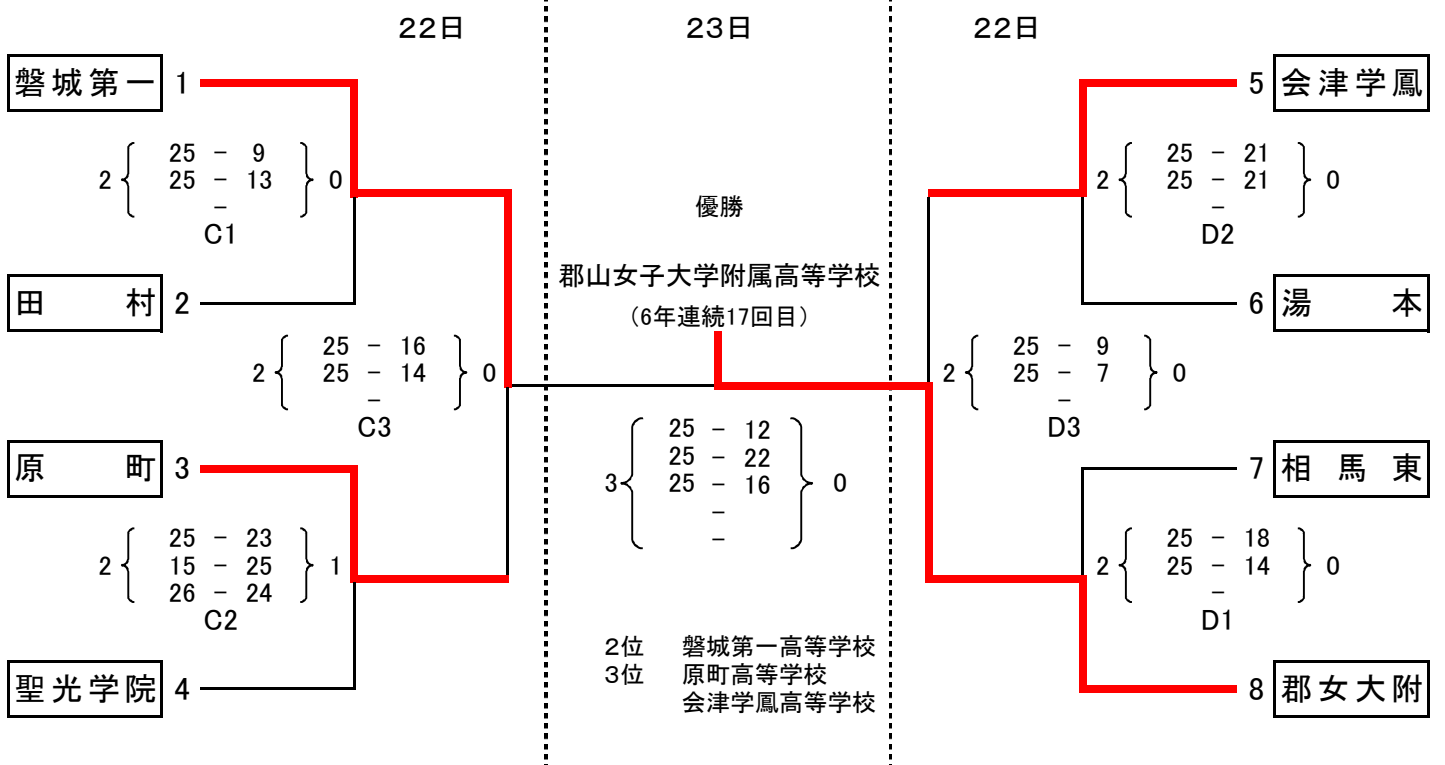 22日
23日
22日
磐城第一 1
2 25 - 9 0
25 - 13
-
C1
田村 2
2 25 - 16 0
25 - 14
-
C3
原町 3
2 25 - 23 1
15 - 25
26 - 24
C2
聖光学院 4
優勝
郡山女子大学附属高等学校
（6年連続17回目）
3 25 - 12 0
25 - 22
25 - 16
-
-
2位 磐城第一高等学校
3位 原町高等学校
会津学鳳高等学校
5 会津学鳳
2 25 - 21 0
25 - 21
-
D2
6 湯本
2 25 - 9 0
25 - 7
-
D3
7 相馬東
2 25 - 18 0
25 - 14
-
D1
8 郡女大附